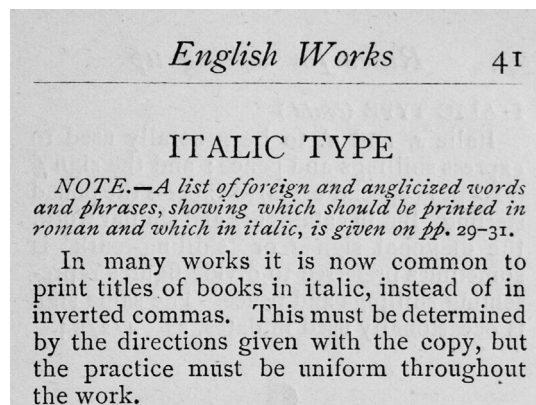 English Works 41
ITALIC TYPE
NOTE.—A list of foreign and anglicized words
and phrases, showing which should be printed in
roman and which in italic, is given on pp. 29-31.
In many works it is now common to
print titles of books in italic, instead of in
inverted commas. This must be determined
by the directions given with the copy, but
the practice must be uniform throughout
the work.